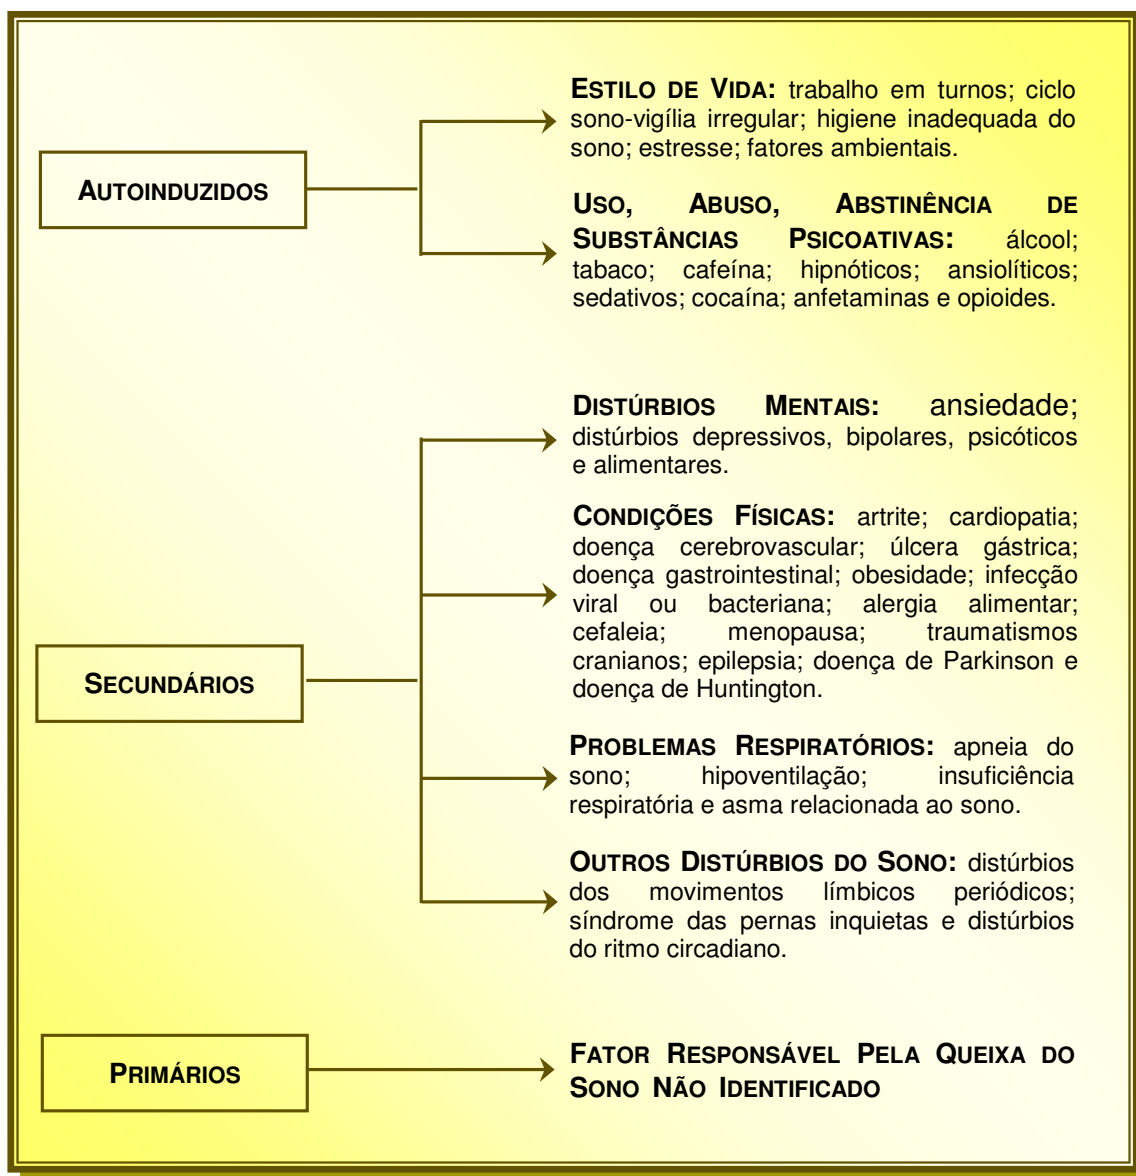 AUTOINDUZIDOS
ESTILO DE VIDA: trabalho em turnos; ciclo
sono-vigília irregular; higiene inadequada do
sono; estresse; fatores ambientais.
USO, ABUSO, ABSTINÊNCIA DE
SUBSTÂNCIAS PSICOATIVAS: álcool;
tabaco; cafeína; hipnóticos; ansiolíticos;
sedativos; cocaína; anfetaminas e opioides.
SECUNDÁRIOS
DISTÚRBIOS MENTAIS: ansiedade;
distúrbios depressivos, bipolares, psicóticos
e alimentares.
CONDIÇÕES FÍSICAS: artrite; cardiopatia;
doença cerebrovascular; úlcera gástrica;
doença gastrointestinal; obesidade; infecção
viral ou bacteriana; alergia alimentar;
cefaleia; menopausa; traumatismos
cranianos; epilepsia; doença de Parkinson e
doença de Huntington.
PROBLEMAS RESPIRATÓRIOS: apneia do
sono; hipoventilação; insuficiência
respiratória e asma relacionada ao sono.
OUTROS DISTÚRBIOS DO SONO: distúrbios
dos movimentos límbicos periódicos;
síndrome das pernas inquietas e distúrbios
do ritmo circadiano.
PRIMÁRIOS
FATOR RESPONSÁVEL PELA QUEIXA DO
SONO NÃO IDENTIFICADO